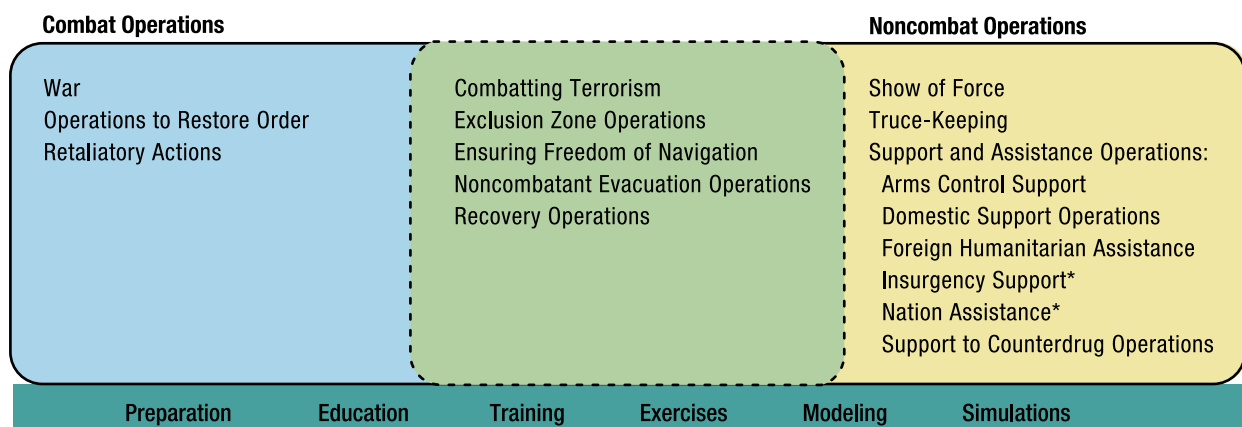 Combat Operations
War
Operations to Restore Order
Retaliatory Actions
Combatting Terrorism
Exclusion Zone Operations
Ensuring Freedom of Navigation
Noncombatant Evacuation Operations
Recovery Operations
Noncombat Operations
Show of Force
Truce-Keeping
Support and Assistance Operations:
Arms Control Support
Domestic Support Operations
Foreign Humanitarian Assistance
Insurgency Support*
Nation Assistance*
Support to Counterdrug Operations
Preparation Education Training Exercises Modeling Simulations